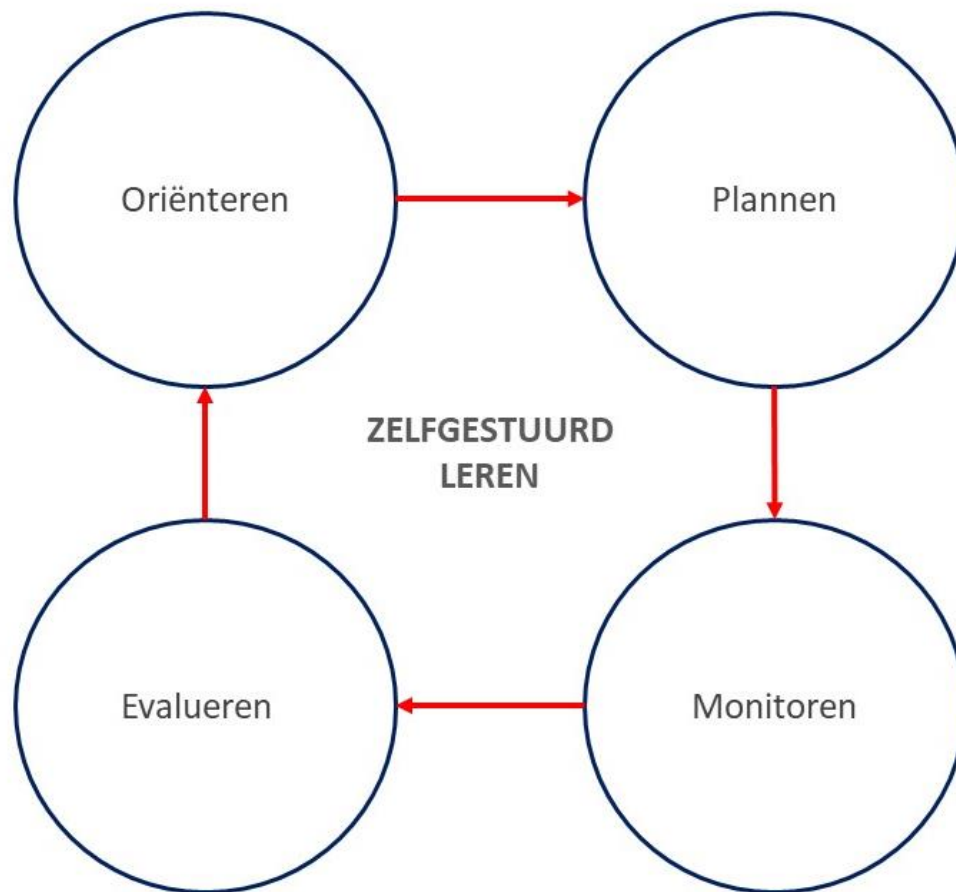 Oriënteren
Plannen
ZELFGESTUURD
LEREN
Evalueren
Monitoren